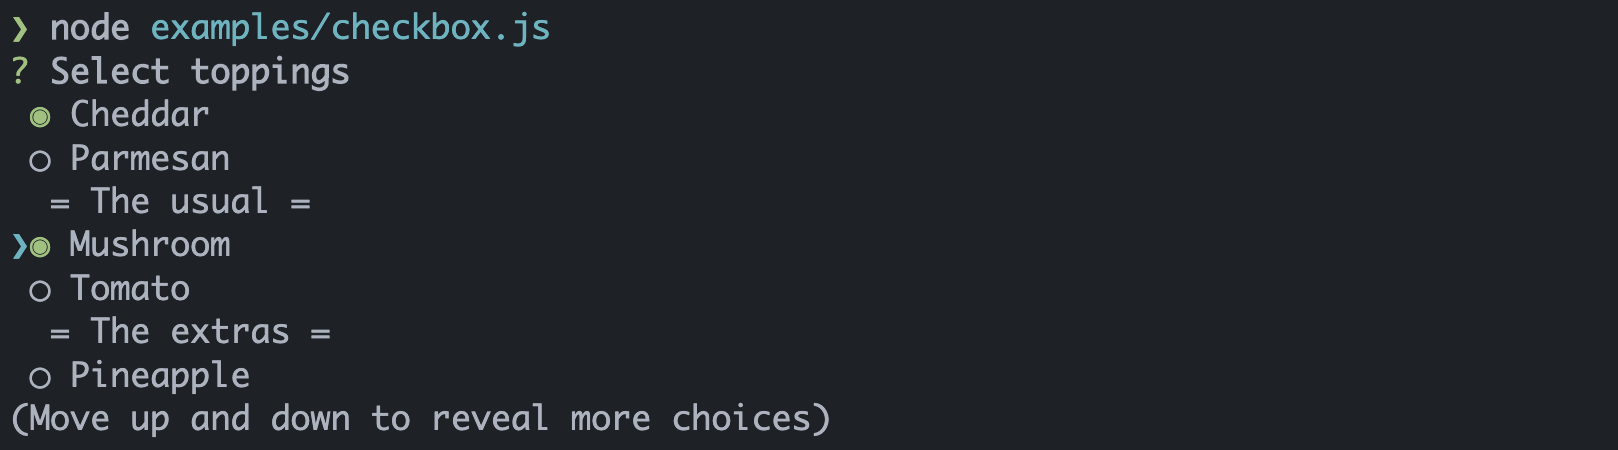 ❯ node examples/checkbox.js
? Select toppings
◉ Cheddar
◯ Parmesan
= The usual =
❯◉ Mushroom
◯ Tomato
= The extras =
◯ Pineapple
(Move up and down to reveal more choices)